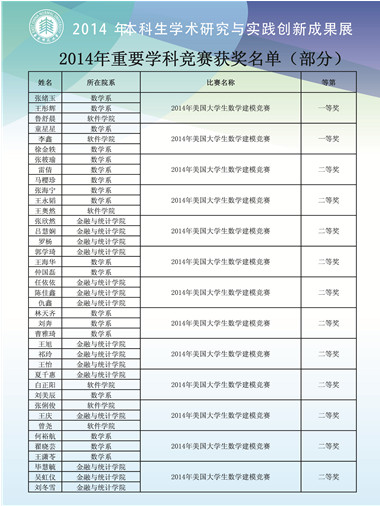 2014 年本科生学术研究与实践创新成果展
2014年重要学科竞赛获奖名单（部分）
姓名 所在院系 比赛名称 等第
张绪王 数学系
王彤辉 数学系 2014年美国大学生数学建模竞赛 一等奖
鲁舒晨 软件学院
童星星 数学系
李鑫 软件学院 2014年美国大学生数学建模竞赛 一等奖
徐金轶 数学系
张筱瑜 数学系
雷倩 数学系 2014年美国大学生数学建模竞赛 二等奖
马樱珍 数学系
张海宁 数学系
王永韬 数学系 2014年美国大学生数学建模竞赛 二等奖
王奥然 软件学院
张欣然 金融与统计学院
吕慧娴 金融与统计学院 2014年美国大学生数学建模竞赛 二等奖
罗杨 金融与统计学院
郭学琦 金融与统计学院
王海华 数学系 2014年美国大学生数学建模竞赛 二等奖
仲国磊 数学系
任依依 金融与统计学院
陈佳鑫 金融与统计学院 2014年美国大学生数学建模竞赛 二等奖
仇鑫 金融与统计学院
林天齐 数学系
刘奔 数学系 2014年美国大学生数学建模竞赛 二等奖
曹雅琦 数学系
王旭 金融与统计学院
祁玲 金融与统计学院 2014年美国大学生数学建模竞赛 二等奖
王怡 金融与统计学院
夏千惠 金融与统计学院
白正阳 软件学院 2014年美国大学生数学建模竞赛 二等奖
刘美辰 数学系
张俐俊 软件学院
王庆 金融与统计学院 2014年美国大学生数学建模竞赛 二等奖
曾尧 软件学院
何裕航 数学系
瞿晓芸 数学系 2014年美国大学生数学建模竞赛 二等奖
王潇苓 数学系
毕慧毓 金融与统计学院
吴虹仪 金融与统计学院 2014年美国大学生数学建模竞赛 二等奖
刘冬雪 金融与统计学院